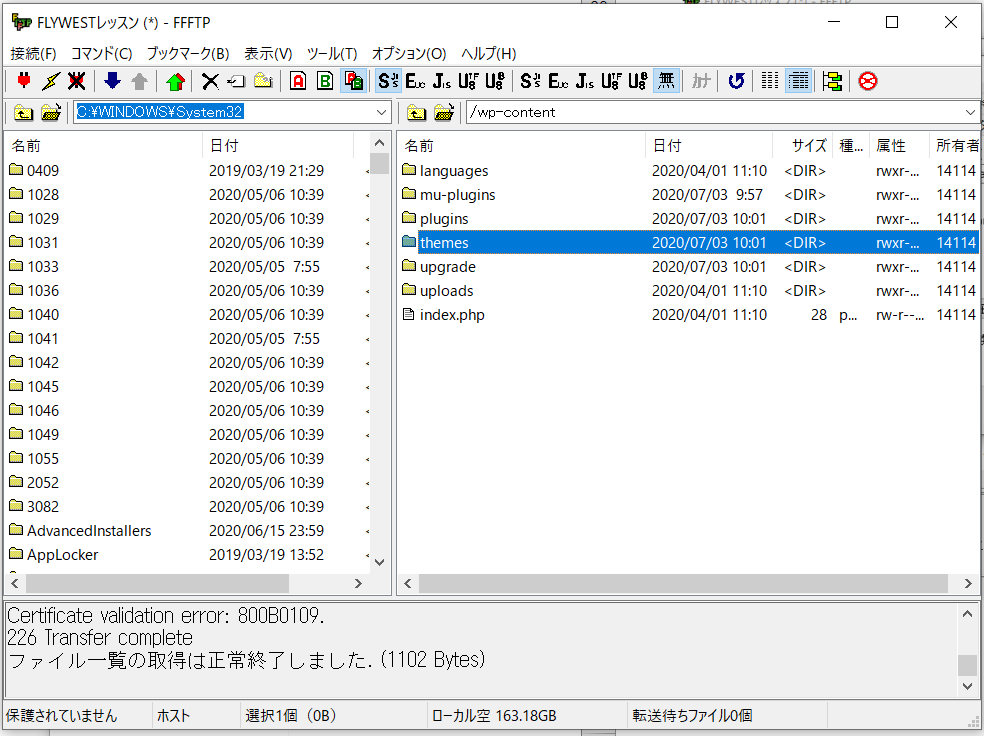 FLYWESTレッスン (*) - FFFTP
接続(F) コマンド(C) ブックマーク(B) 表示(V) ツール(T) オプション(O) ヘルプ(H)
A B S EUC JIS UTF8 UTF8 S EUC JIS UTF8 UTF8 無 カナ
C:¥WINDOWS¥System32 /wp-content
名前 日付
0409 2019/03/19 21:29
1028 2020/05/06 10:39
1029 2020/05/06 10:39
1031 2020/05/06 10:39
1033 2020/05/05 7:55
1036 2020/05/06 10:39
1040 2020/05/06 10:39
1041 2020/05/05 7:55
1042 2020/05/06 10:39
1045 2020/05/06 10:39
1046 2020/05/06 10:39
1049 2020/05/06 10:39
1055 2020/05/06 10:39
2052 2020/05/06 10:39
3082 2020/05/06 10:39
AdvancedInstallers 2020/06/15 23:59
AppLocker 2019/03/19 13:52
名前 日付 サイズ 種... 属性 所有者
languages 2020/04/01 11:10 <DIR> rwxr-... 14114
mu-plugins 2020/07/03 9:57 <DIR> rwxr-... 14114
plugins 2020/07/03 10:01 <DIR> rwxr-... 14114
themes 2020/07/03 10:01 <DIR> rwxr-... 14114
upgrade 2020/07/03 10:01 <DIR> rwxr-... 14114
uploads 2020/04/01 11:10 <DIR> rwxr-... 14114
index.php 2020/04/01 11:10 28 p... rw-r--... 14114
Certificate validation error: 800B0109.
226 Transfer complete
ファイル一覧の取得は正常終了しました. (1102 Bytes)
保護されていません ホスト 選択1個 (0B) ローカル空 163.18GB 転送待ちファイル0個